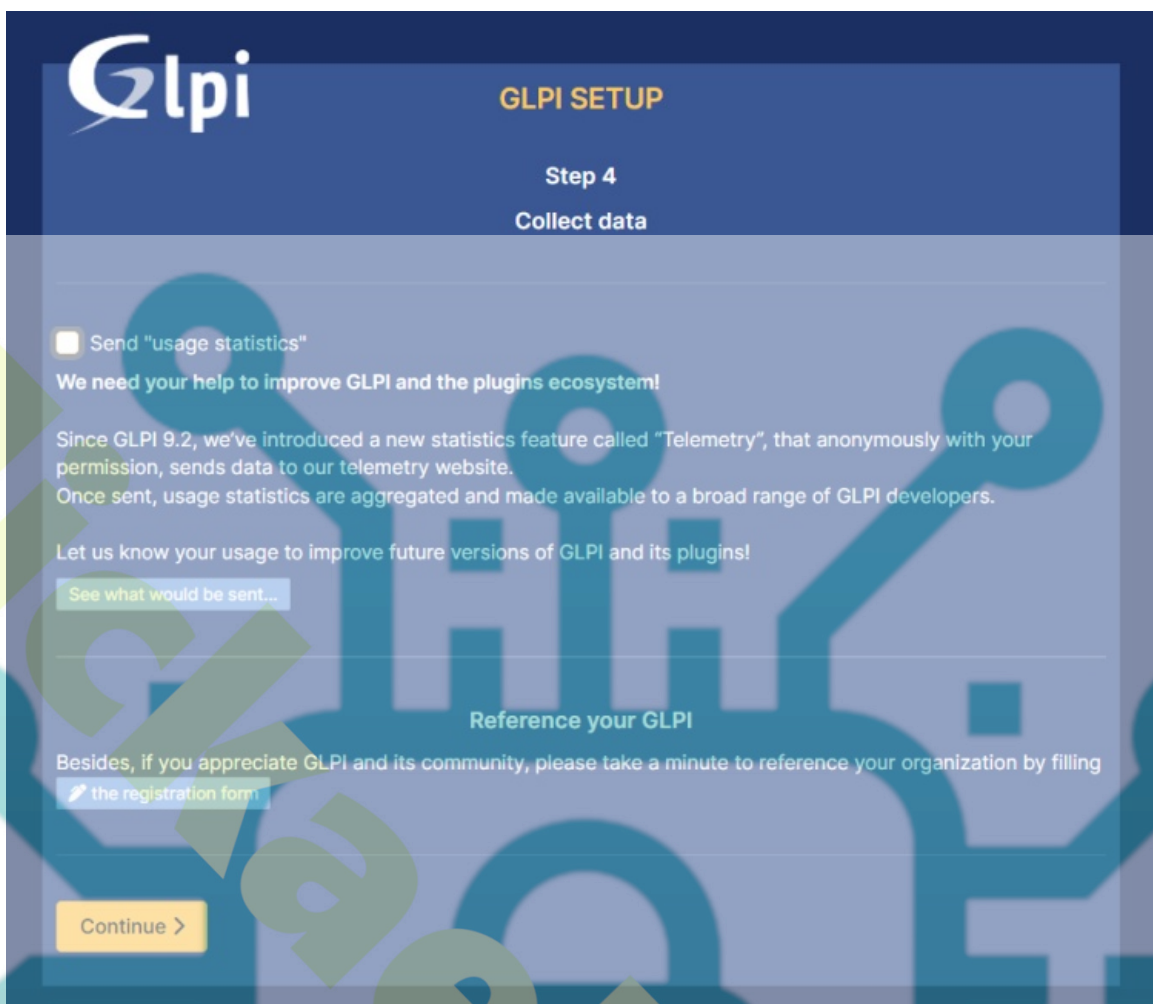 Glpi
GLPI SETUP
Step 4
Collect data
Send "usage statistics"
We need your help to improve GLPI and the plugins ecosystem!
Since GLPI 9.2, we've introduced a new statistics feature called "Telemetry", that anonymously with your
permission, sends data to our telemetry website.
Once sent, usage statistics are aggregated and made available to a broad range of GLPI developers.
Let us know your usage to improve future versions of GLPI and its plugins!
See what would be sent...
Reference your GLPI
Besides, if you appreciate GLPI and its community, please take a minute to reference your organization by filling
the registration form
Continue